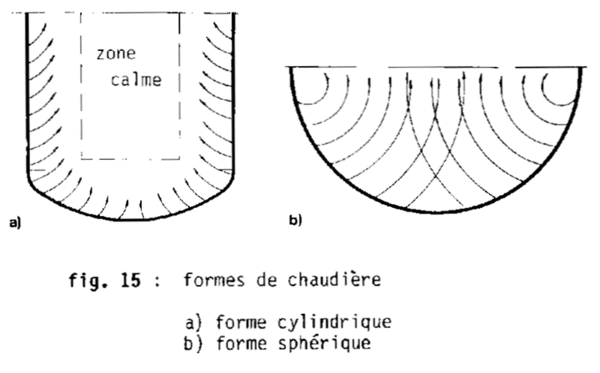 zone
calme
a)
b)
fig. 15 : formes de chaudière
a) forme cylindrique
b) forme sphérique